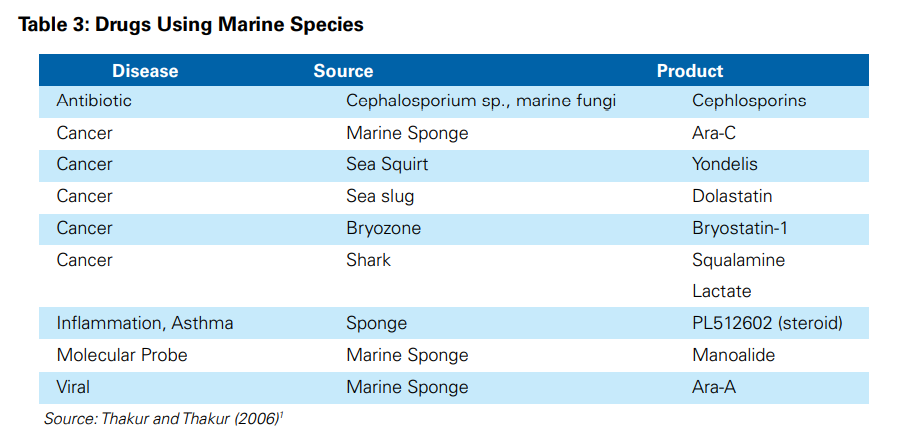 Table 3: Drugs Using Marine Species
Disease Source Product
Antibiotic Cephalosporium sp., marine fungi Cephlosporins
Cancer Marine Sponge Ara-C
Cancer Sea Squirt Yondelis
Cancer Sea slug Dolastatin
Cancer Bryozone Bryostatin-1
Cancer Shark Squalamine
Lactate
Inflammation, Asthma Sponge PL512602 (steroid)
Molecular Probe Marine Sponge Manoalide
Viral Marine Sponge Ara-A
Source: Thakur and Thakur (2006)¹